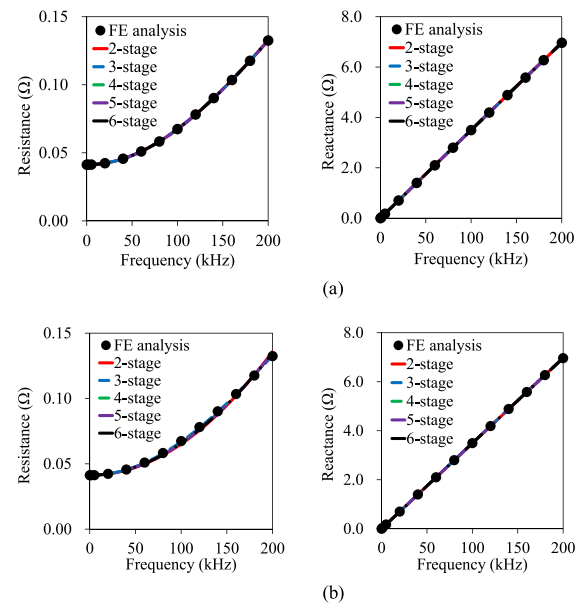 0.15
0.10
0.05
0.00
Resistance (Ω)
FE analysis
2-stage
3-stage
4-stage
5-stage
6-stage
0 50 100 150 200
Frequency (kHz)
8.0
6.0
4.0
2.0
0.0
Reactance (Ω)
FE analysis
2-stage
3-stage
4-stage
5-stage
6-stage
0 50 100 150 200
Frequency (kHz)
(a)
0.15
0.10
0.05
0.00
Resistance (Ω)
FE analysis
2-stage
3-stage
4-stage
5-stage
6-stage
0 50 100 150 200
Frequency (kHz)
8.0
6.0
4.0
2.0
0.0
Reactance (Ω)
FE analysis
2-stage
3-stage
4-stage
5-stage
6-stage
0 50 100 150 200
Frequency (kHz)
(b)